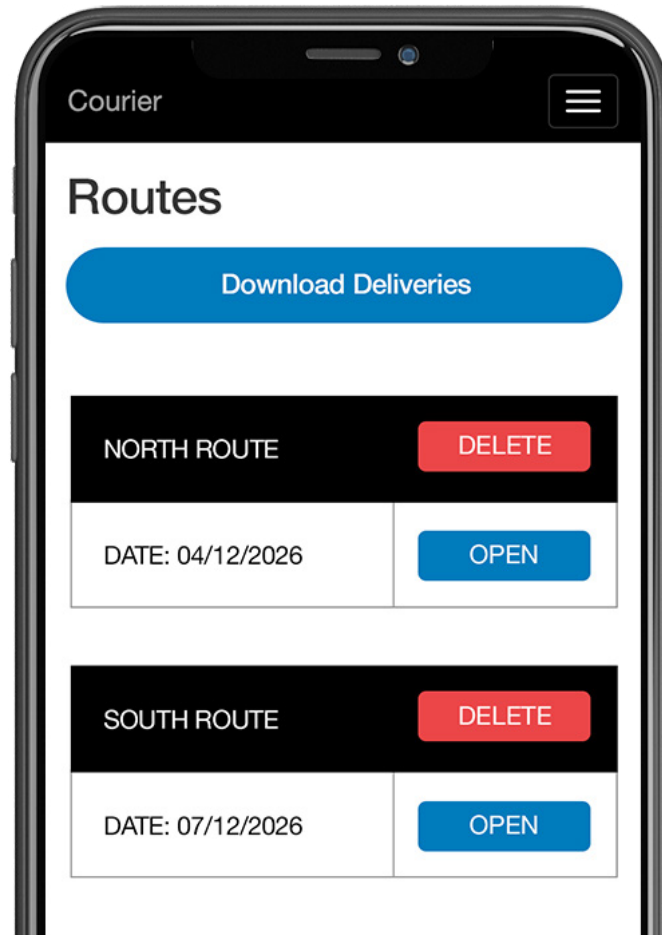 Courier
Routes
Download Deliveries
NORTH ROUTE DELETE
DATE: 04/12/2026 OPEN
SOUTH ROUTE DELETE
DATE: 07/12/2026 OPEN